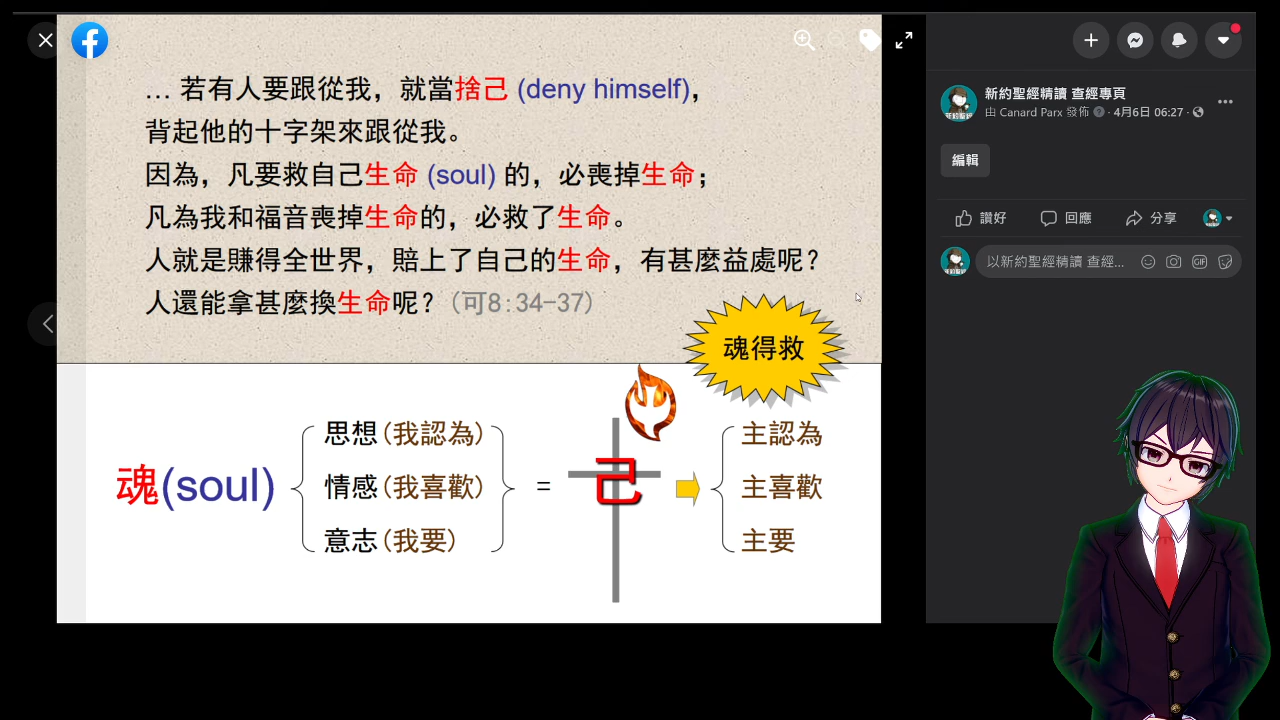 … 若有人要跟從我，就當捨己 (deny himself)，
背起他的十字架來跟從我。
因為，凡要救自己生命 (soul) 的，必喪掉生命；
凡為我和福音喪掉生命的，必救了生命。
人就是賺得全世界，賠上了自己的生命，有甚麼益處呢？
人還能拿甚麼換生命呢？（可8：34-37）
魂得救
魂(soul)
思想(我認為)
情感(我喜歡)
意志(我要)
=
己
主認為
主喜歡
主要
新約聖經精讀 查經專頁
由 Canard Parx 發佈 · 4月6日 06:27 ·
編輯
讚好
回應
分享
以新約聖經精讀 查經...
GIF